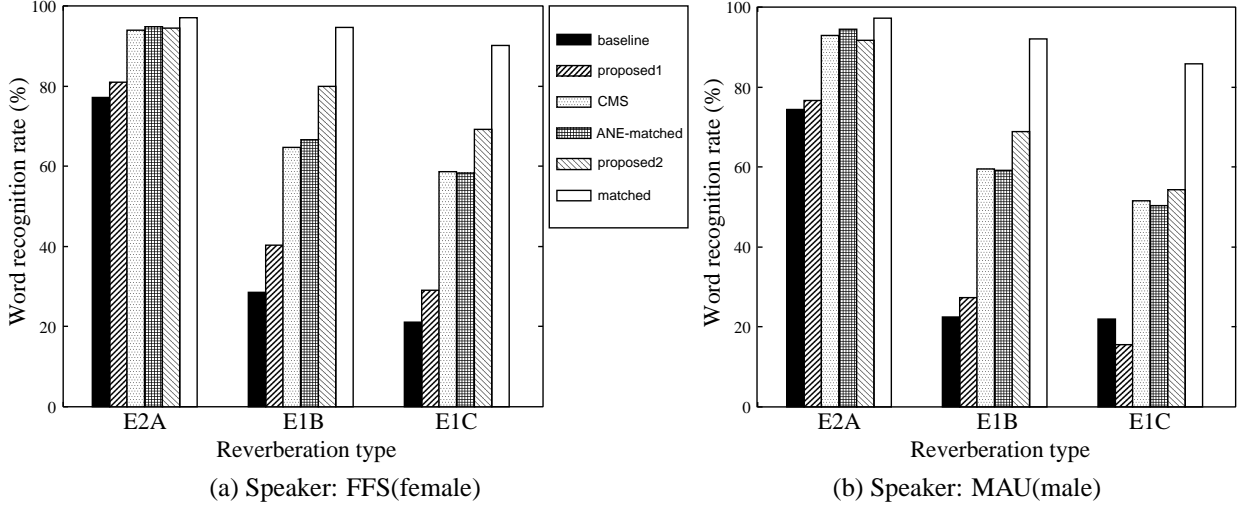 Word recognition rate (%)
100
80
60
40
20
0
E2A
E1B
E1C
Reverberation type
(a) Speaker: FFS(female)
baseline
proposed1
CMS
ANE-matched
proposed2
matched
Word recognition rate (%)
100
80
60
40
20
0
E2A
E1B
E1C
Reverberation type
(b) Speaker: MAU(male)